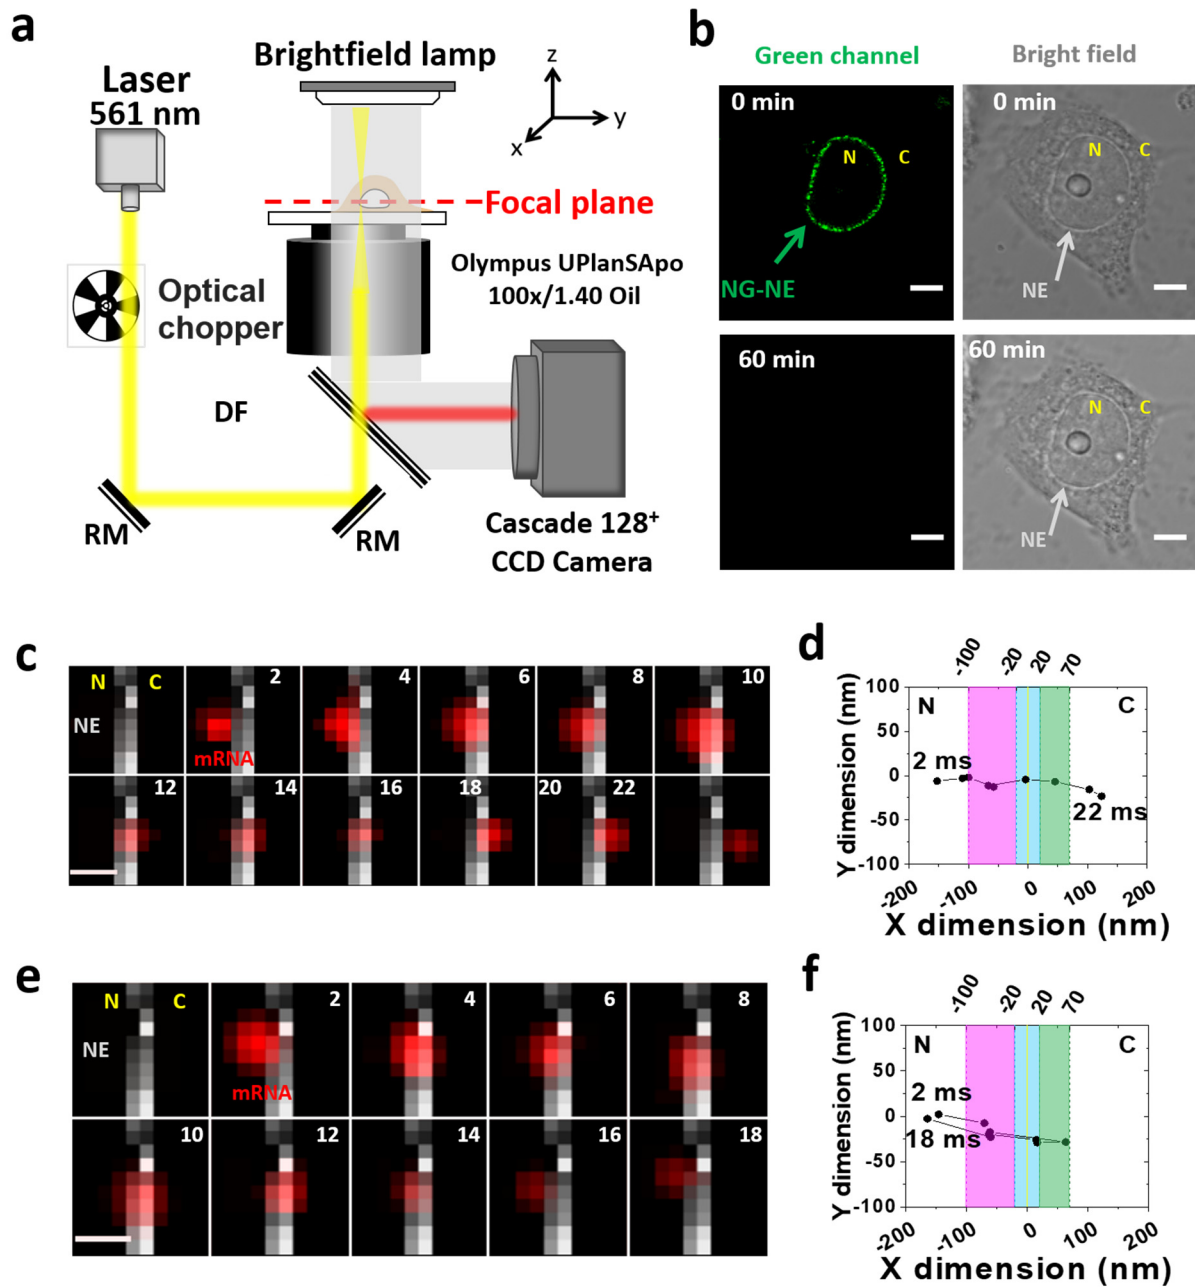 a
Brightfield lamp
Laser
561 nm
z
y
x
Focal plane
Optical
chopper
Olympus UPlanSApo
100x/1.40 Oil
DF
RM
RM
Cascade 128+
CCD Camera
b
Green channel
Bright field
0 min
N
C
NG-NE
0 min
N
C
NE
60 min
60 min
N
C
NE
c
N
C
NE
2
mRNA
4
6
8
10
12
14
16
18
20
22
d
-100
-20
20
70
Y dimension (nm)
100
50
0
-50
-100
N
C
2 ms
22 ms
-200
-100
0
100
200
X dimension (nm)
e
N
C
NE
2
mRNA
4
6
8
10
12
14
16
18
f
-100
-20
20
70
Y dimension (nm)
100
50
0
-50
-100
N
C
2 ms
18 ms
-200
-100
0
100
200
X dimension (nm)